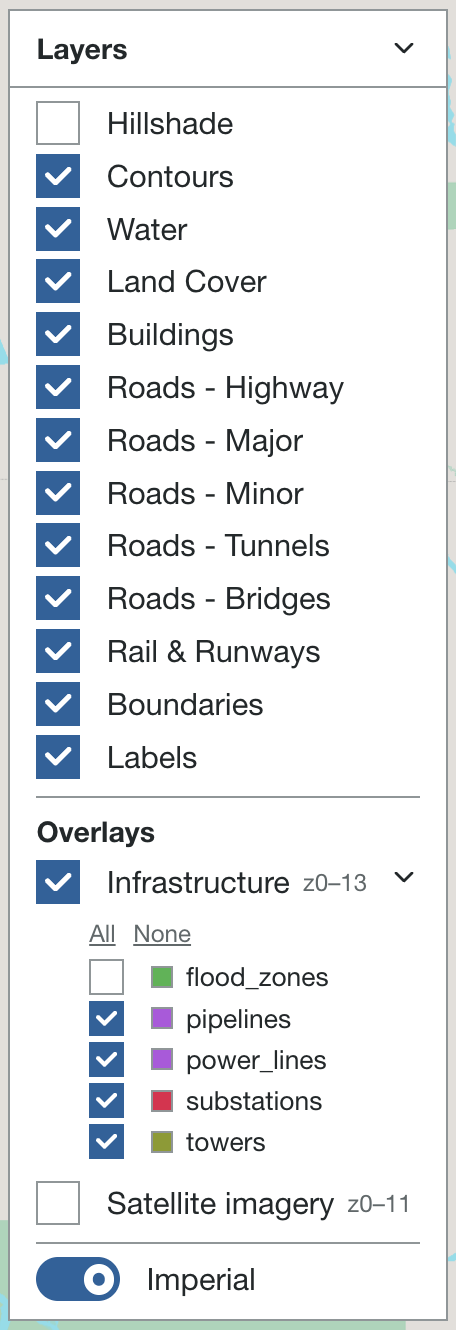 Layers
Hillshade
Contours
Water
Land Cover
Buildings
Roads - Highway
Roads - Major
Roads - Minor
Roads - Tunnels
Roads - Bridges
Rail & Runways
Boundaries
Labels
Overlays
Infrastructure z0–13
All None
flood_zones
pipelines
power_lines
substations
towers
Satellite imagery z0–11
Imperial